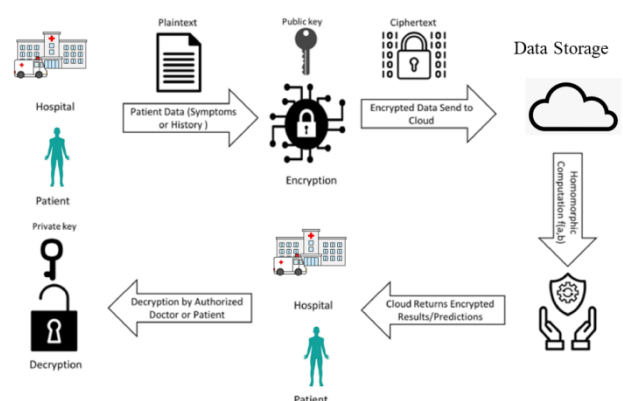 Plaintext
Public key
Ciphertext
Data Storage
Hospital
Patient Data (Symptoms
or History )
Encrypted Data Send to
Cloud
Encryption
Patient
Homomorphic
Computation f(a,b)
Private key
Decryption by Authorized
Doctor or Patient
Hospital
Cloud Returns Encrypted
Results/Predictions
Decryption
Patient